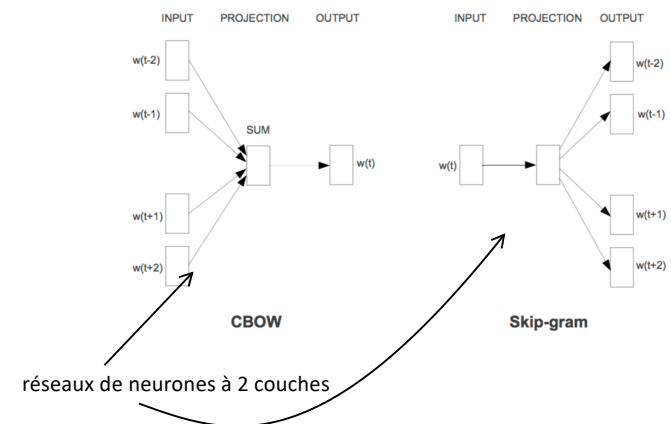 INPUT PROJECTION OUTPUT
w(t-2)
w(t-1)
SUM
w(t)
w(t+1)
w(t+2)
CBOW
INPUT PROJECTION OUTPUT
w(t-2)
w(t-1)
w(t)
w(t+1)
w(t+2)
Skip-gram
réseaux de neurones à 2 couches